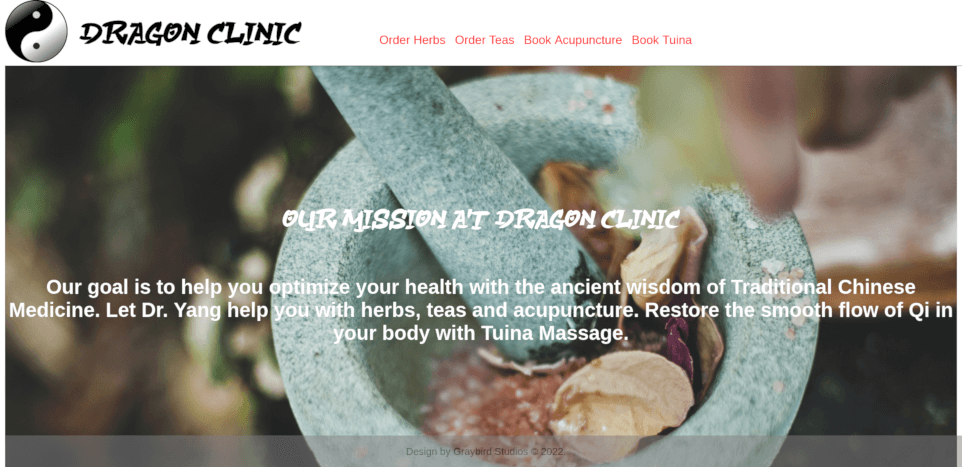 DRAGON CLINIC
Order Herbs Order Teas Book Acupuncture Book Tuina
OUR MISSION AT DRAGON CLINIC
Our goal is to help you optimize your health with the ancient wisdom of Traditional Chinese
Medicine. Let Dr. Yang help you with herbs, teas and acupuncture. Restore the smooth flow of Qi in
your body with Tuina Massage.
Design by Graybird Studios © 2022.